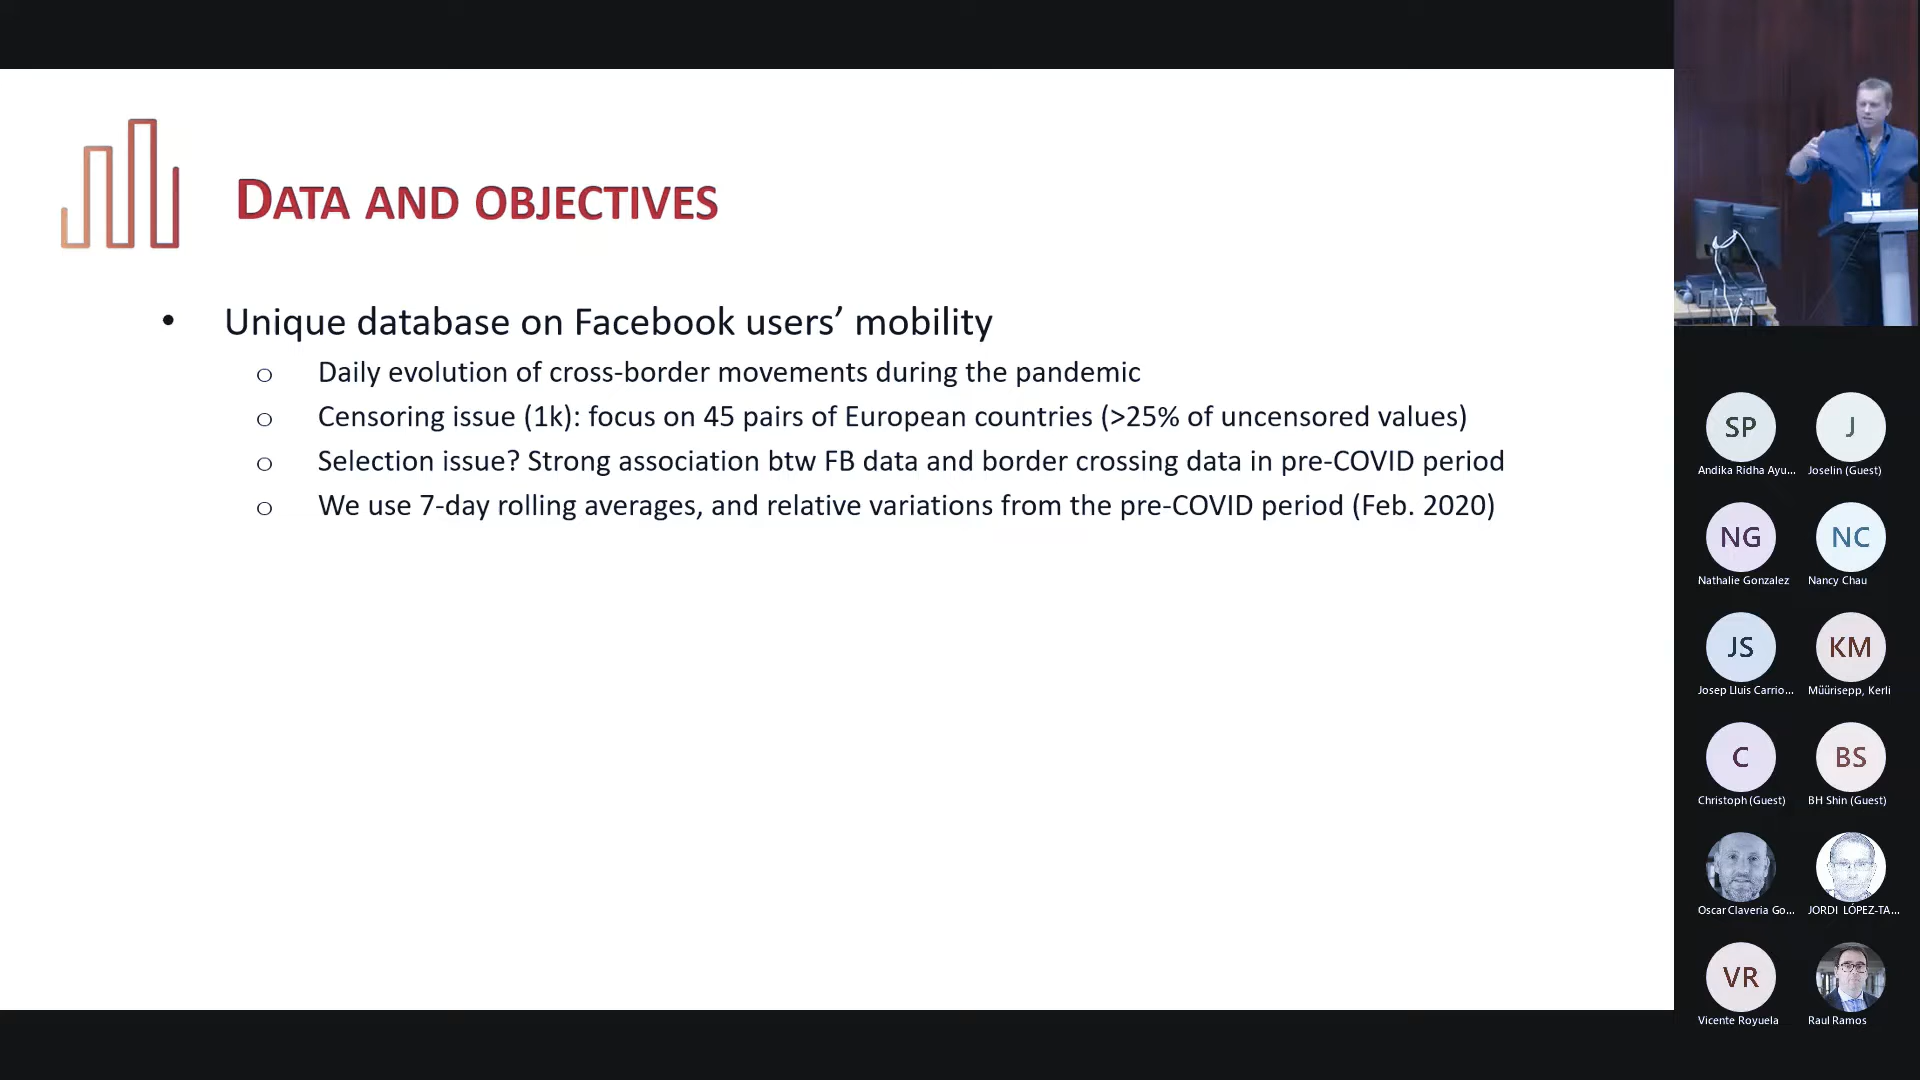 DATA AND OBJECTIVES
• Unique database on Facebook users’ mobility
o Daily evolution of cross-border movements during the pandemic
o Censoring issue (1k): focus on 45 pairs of European countries (>25% of uncensored values)
o Selection issue? Strong association btw FB data and border crossing data in pre-COVID period
o We use 7-day rolling averages, and relative variations from the pre-COVID period (Feb. 2020)
SP J
Andika Ridha Ayu... Joselin (Guest)
NG NC
Nathalie Gonzalez Nancy Chau
JS KM
Josep Lluis Carrio... Müürisepp, Kerli
C BS
Christoph (Guest) BH Shin (Guest)
Oscar Claveria Go... JORDI LÓPEZ-TA...
VR
Vicente Royuela Raul Ramos